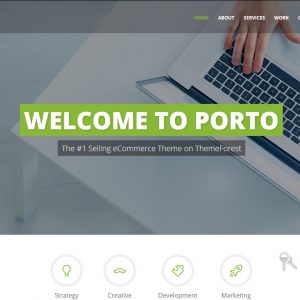 HOME ABOUT SERVICES WORK
WELCOME TO PORTO
The #1 Selling eCommerce Theme on ThemeForest
Strategy Creative Development Marketing